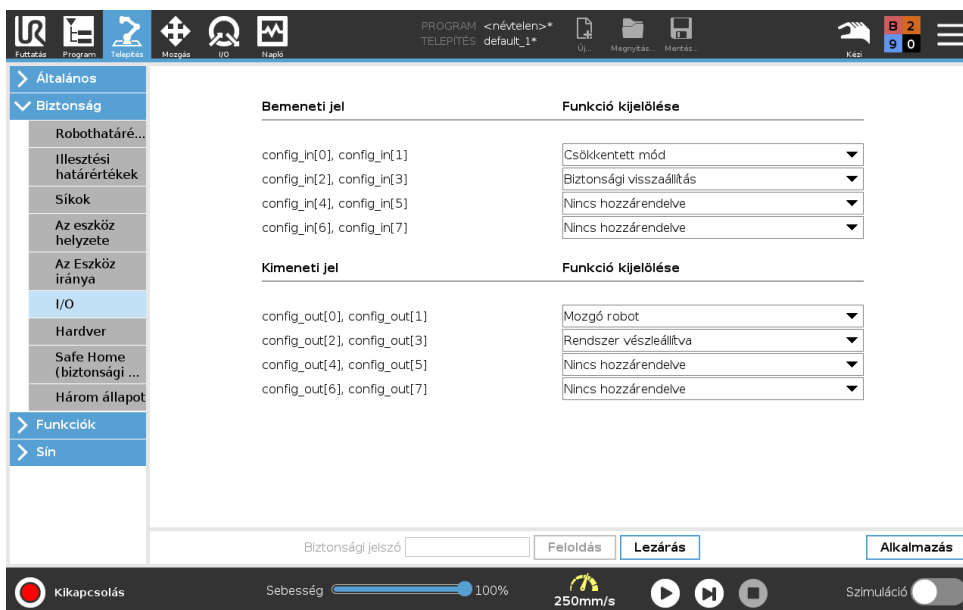 UR
PROGRAM <névtelen>*
TELEPÍTÉS default_1*
B 2
9 0
Futtatás Program Telepítés Mozgás I/O Napló Új... Megnyitás... Mentés... Kézi
Általános
Biztonság
Robothatáré...
Illesztési
határértékek
Síkok
Az eszköz
helyzete
Az Eszköz
iránya
I/O
Hardver
Safe Home
(biztonsági ...
Három állapot
Funkciók
Sín
Bemeneti jel Funkció kijelölése
config_in[0], config_in[1] Csökkentett mód
config_in[2], config_in[3] Biztonsági visszaállítás
config_in[4], config_in[5] Nincs hozzárendelve
config_in[6], config_in[7] Nincs hozzárendelve
Kimeneti jel Funkció kijelölése
config_out[0], config_out[1] Mozgó robot
config_out[2], config_out[3] Rendszer vészleállítva
config_out[4], config_out[5] Nincs hozzárendelve
config_out[6], config_out[7] Nincs hozzárendelve
Biztonsági jelszó Feloldás Lezárás Alkalmazás
Kikapcsolás Sebesség 100% 250mm/s Szimuláció